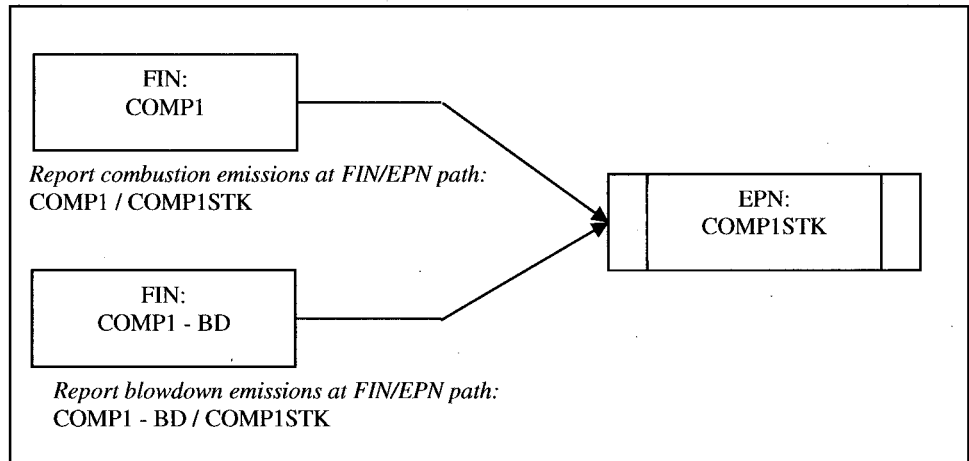 FIN:
COMP1
Report combustion emissions at FIN/EPN path:
COMP1 / COMP1STK
EPN:
COMP1STK
FIN:
COMP1 - BD
Report blowdown emissions at FIN/EPN path:
COMP1 - BD / COMP1STK